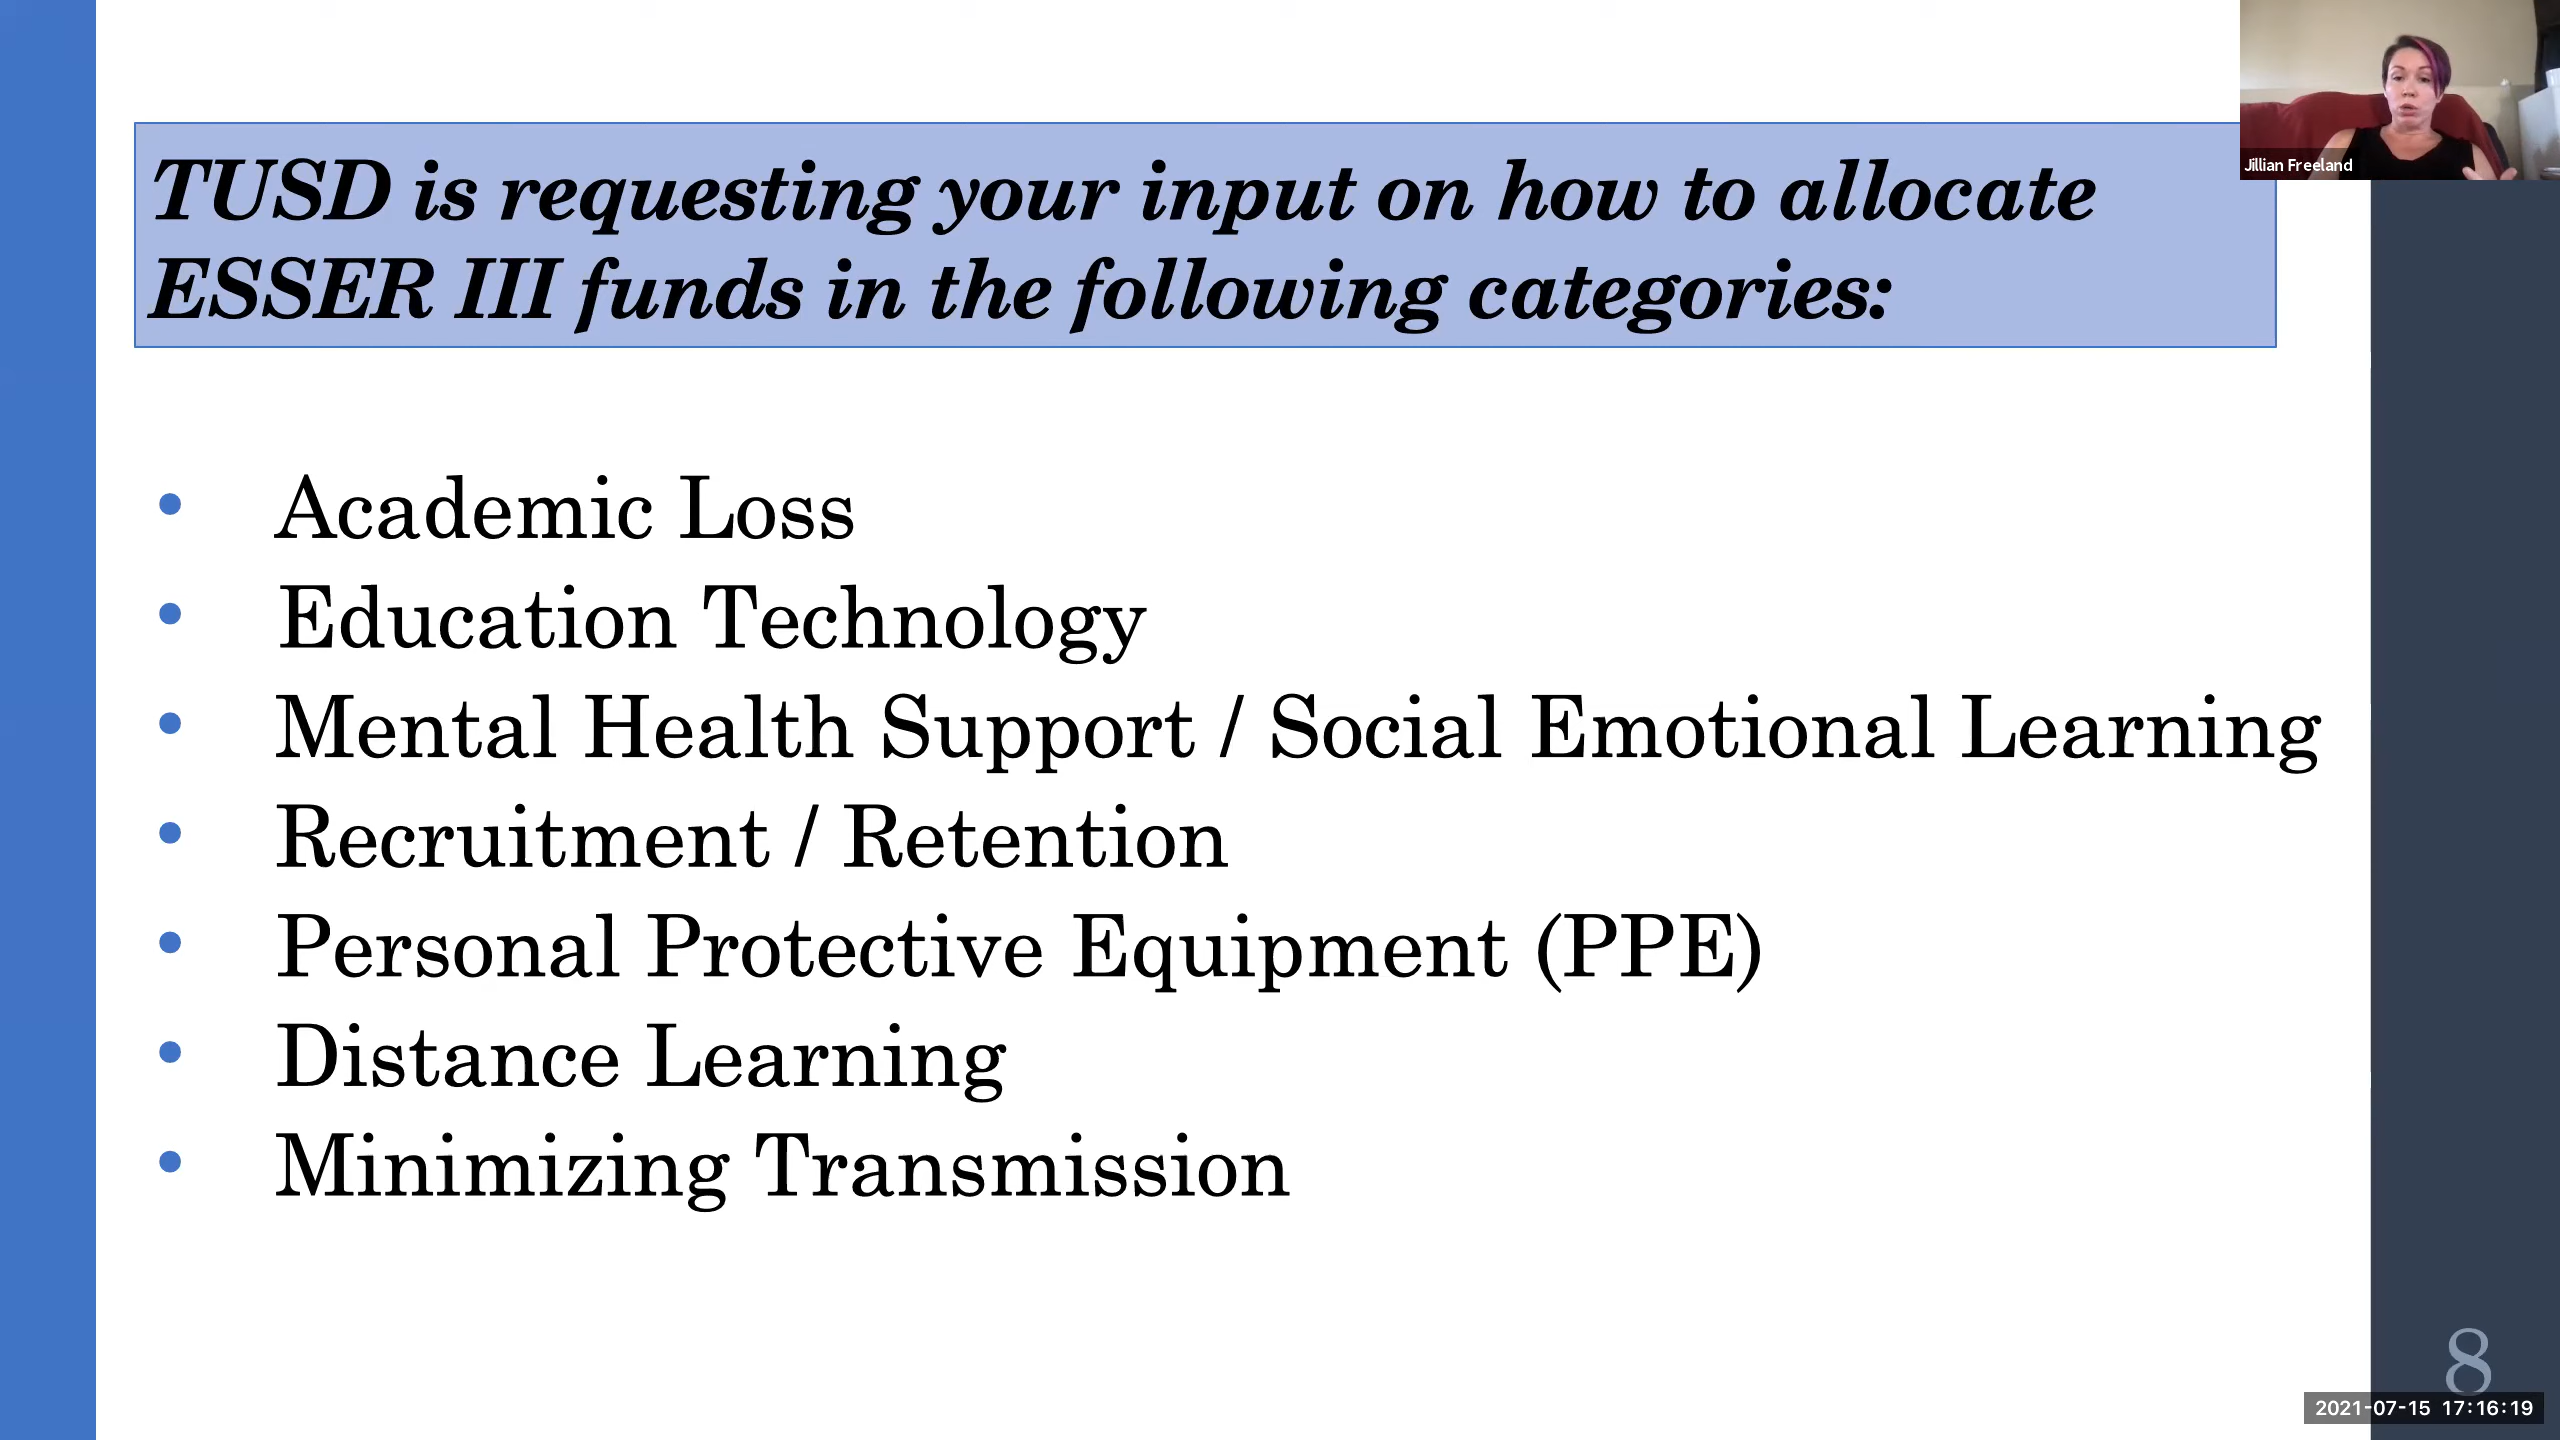 TUSD is requesting your input on how to allocate
ESSER III funds in the following categories:
Jillian Freeland
• Academic Loss
• Education Technology
• Mental Health Support / Social Emotional Learning
• Recruitment / Retention
• Personal Protective Equipment (PPE)
• Distance Learning
• Minimizing Transmission
8
2021-07-15 17:16:19